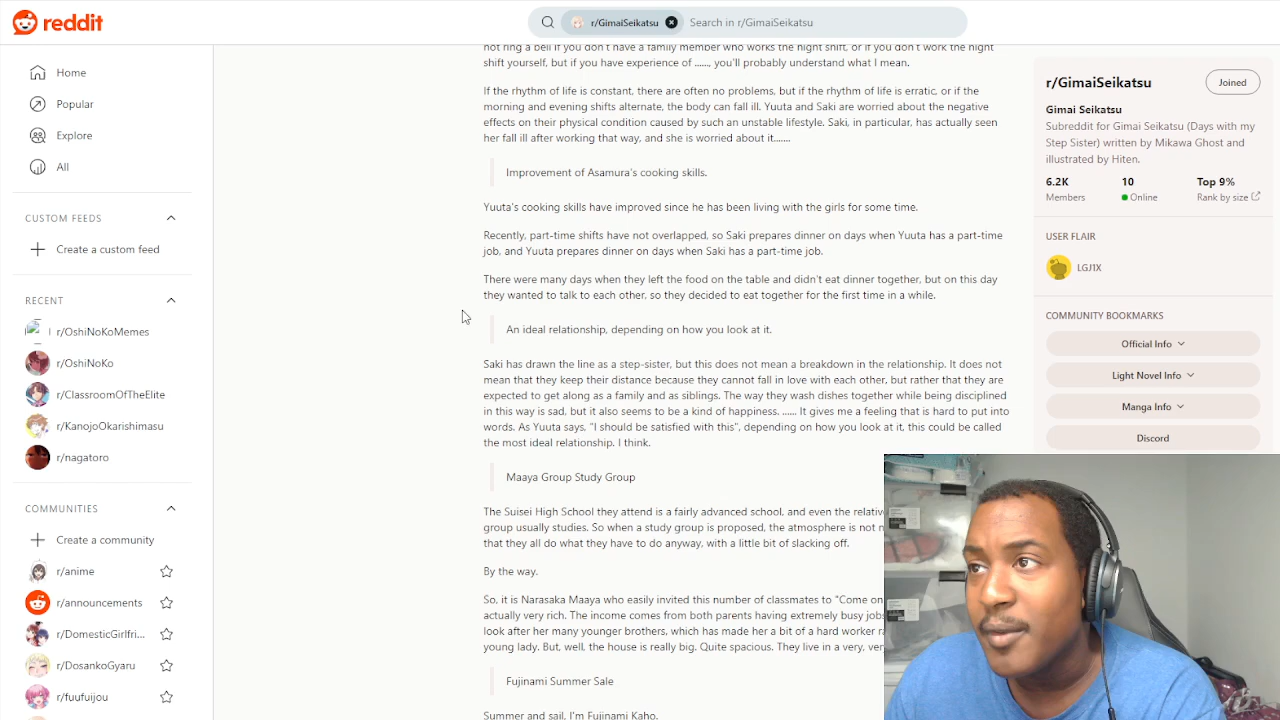 reddit
r/GimaiSeikatsu
Search in r/GimaiSeikatsu
Home
Popular
Explore
All
CUSTOM FEEDS
Create a custom feed
RECENT
r/OshiNoKoMemes
r/OshiNoKo
r/ClassroomOfTheElite
r/KanojoOkarishimasu
r/nagatoro
COMMUNITIES
Create a community
r/anime
r/announcements
r/DomesticGirlfri...
r/DosankoGyaru
r/fuufuijou
not ring a bell if you don't have a family member who works the night shift, or if you don't work the night
shift yourself, but if you have experience of ......, you'll probably understand what I mean.
If the rhythm of life is constant, there are often no problems, but if the rhythm of life is erratic, or if the
morning and evening shifts alternate, the body can fall ill. Yuuta and Saki are worried about the negative
effects on their physical condition caused by such an unstable lifestyle. Saki, in particular, has actually seen
her fall ill after working that way, and she is worried about it.......
Improvement of Asamura's cooking skills.
Yuuta's cooking skills have improved since he has been living with the girls for some time.
Recently, part-time shifts have not overlapped, so Saki prepares dinner on days when Yuuta has a part-time
job, and Yuuta prepares dinner on days when Saki has a part-time job.
There were many days when they left the food on the table and didn't eat dinner together, but on this day
they wanted to talk to each other, so they decided to eat together for the first time in a while.
An ideal relationship, depending on how you look at it.
Saki has drawn the line as a step-sister, but this does not mean a breakdown in the relationship. It does not
mean that they keep their distance because they cannot fall in love with each other, but rather that they are
expected to get along as a family and as siblings. The way they wash dishes together while being disciplined
in this way is sad, but it also seems to be a kind of happiness. ...... It gives me a feeling that is hard to put into
words. As Yuuta says, "I should be satisfied with this", depending on how you look at it, this could be called
the most ideal relationship. I think.
Maaya Group Study Group
The Suisei High School they attend is a fairly advanced school, and even the relative
group usually studies. So when a study group is proposed, the atmosphere is not
that they all do what they have to do anyway, with a little bit of slacking off.
By the way.
So, it is Narasaka Maaya who easily invited this number of classmates to "Come on
actually very rich. The income comes from both parents having extremely busy jobs
look after her many younger brothers, which has made her a bit of a hard worker
young lady. But, well, the house is really big. Quite spacious. They live in a very,
Fujinami Summer Sale
Summer and sail. I'm Fujinami Kaho.
r/GimaiSeikatsu
Joined
Gimai Seikatsu
Subreddit for Gimai Seikatsu (Days with my
Step Sister) written by Mikawa Ghost and
illustrated by Hiten.
6.2K
10
Top 9%
Members
Online
Rank by size
USER FLAIR
LGJ1X
COMMUNITY BOOKMARKS
Official Info
Light Novel Info
Manga Info
Discord